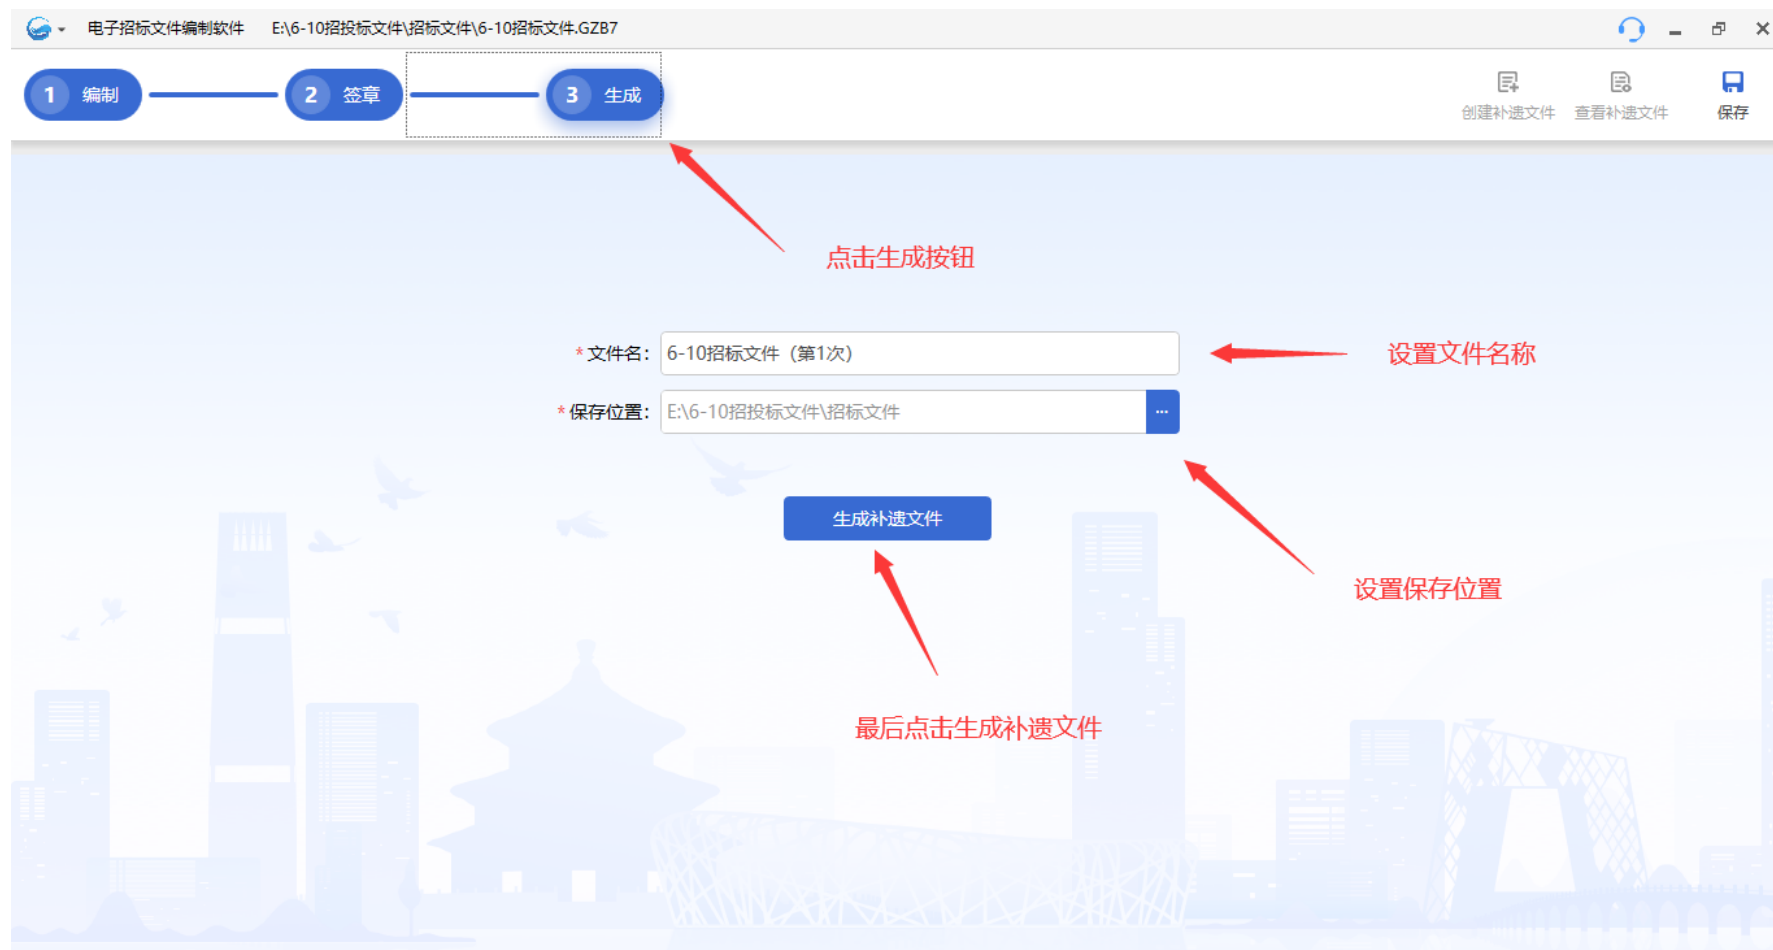 电子招标文件编制软件 E:\6-10招投标文件\招标文件\6-10招标文件.GZB7
1 编制 2 签章 3 生成
创建补遗文件 查看补遗文件 保存
点击生成按钮
*文件名： 6-10招标文件（第1次） 设置文件名称
*保存位置： E:\6-10招投标文件\招标文件 ...
生成补遗文件
设置保存位置
最后点击生成补遗文件